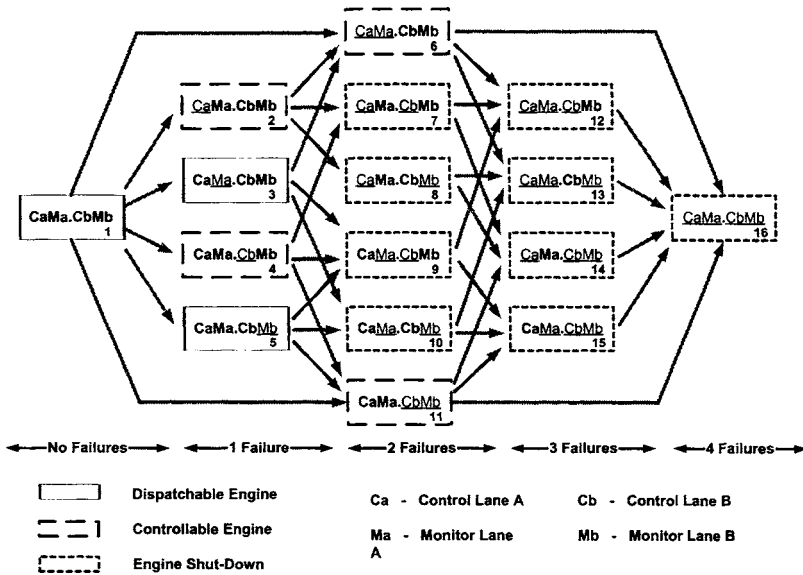 CaMa.CbMb
6
CaMa.CbMb
2
CaMa.CbMb
7
CaMa.CbMb
12
CaMa.CbMb
3
CaMa.CbMb
8
CaMa.CbMb
13
CaMa.CbMb
1
CaMa.CbMb
16
CaMa.CbMb
4
CaMa.CbMb
9
CaMa.CbMb
14
CaMa.CbMb
5
CaMa.CbMb
10
CaMa.CbMb
15
CaMa.CbMb
11
No Failures
1 Failure
2 Failures
3 Failures
4 Failures
Dispatchable Engine
Controllable Engine
Engine Shut-Down
Ca - Control Lane A
Cb - Control Lane B
Ma - Monitor Lane
A
Mb - Monitor Lane B